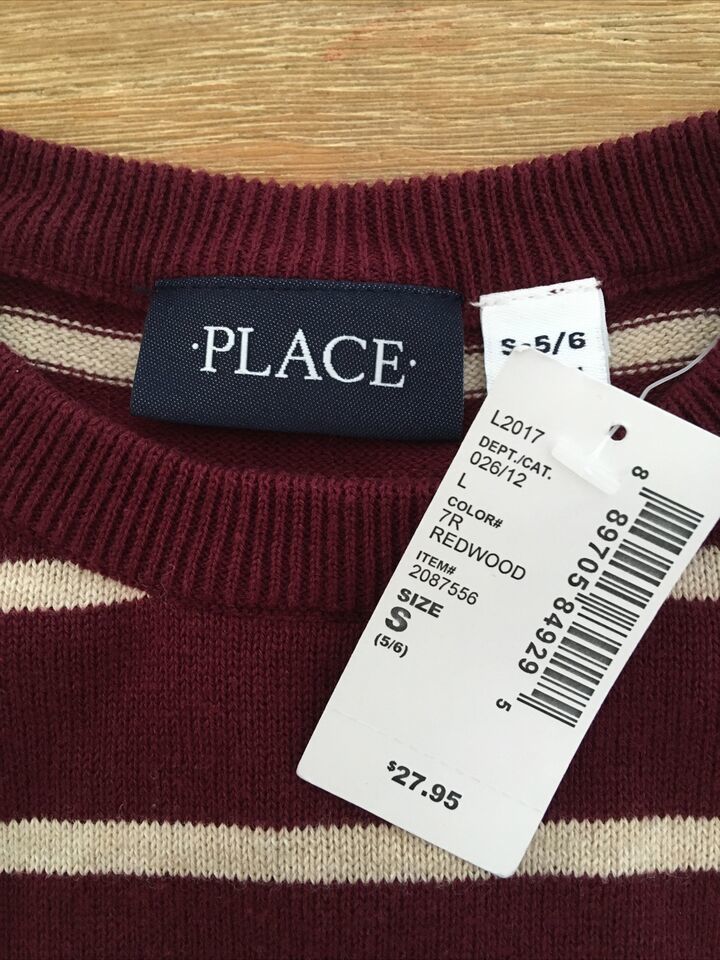 ·PLACE·
S-5/6
L2017
DEPT./CAT.
026/12
L
COLOR#
7R
REDWOOD
ITEM#
2087556
SIZE
S
(5/6)
8 89705 84929 5
$27.95